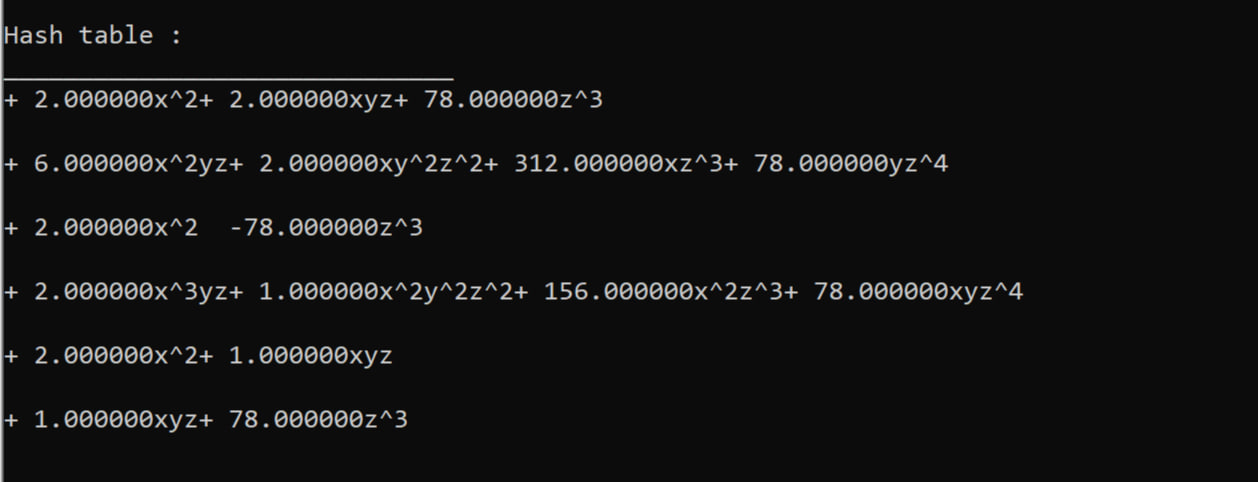 Hash table :
______________________________
+ 2.000000x^2+ 2.000000xyz+ 78.000000z^3
+ 6.000000x^2yz+ 2.000000xy^2z^2+ 312.000000xz^3+ 78.000000yz^4
+ 2.000000x^2  -78.000000z^3
+ 2.000000x^3yz+ 1.000000x^2y^2z^2+ 156.000000x^2z^3+ 78.000000xyz^4
+ 2.000000x^2+ 1.000000xyz
+ 1.000000xyz+ 78.000000z^3